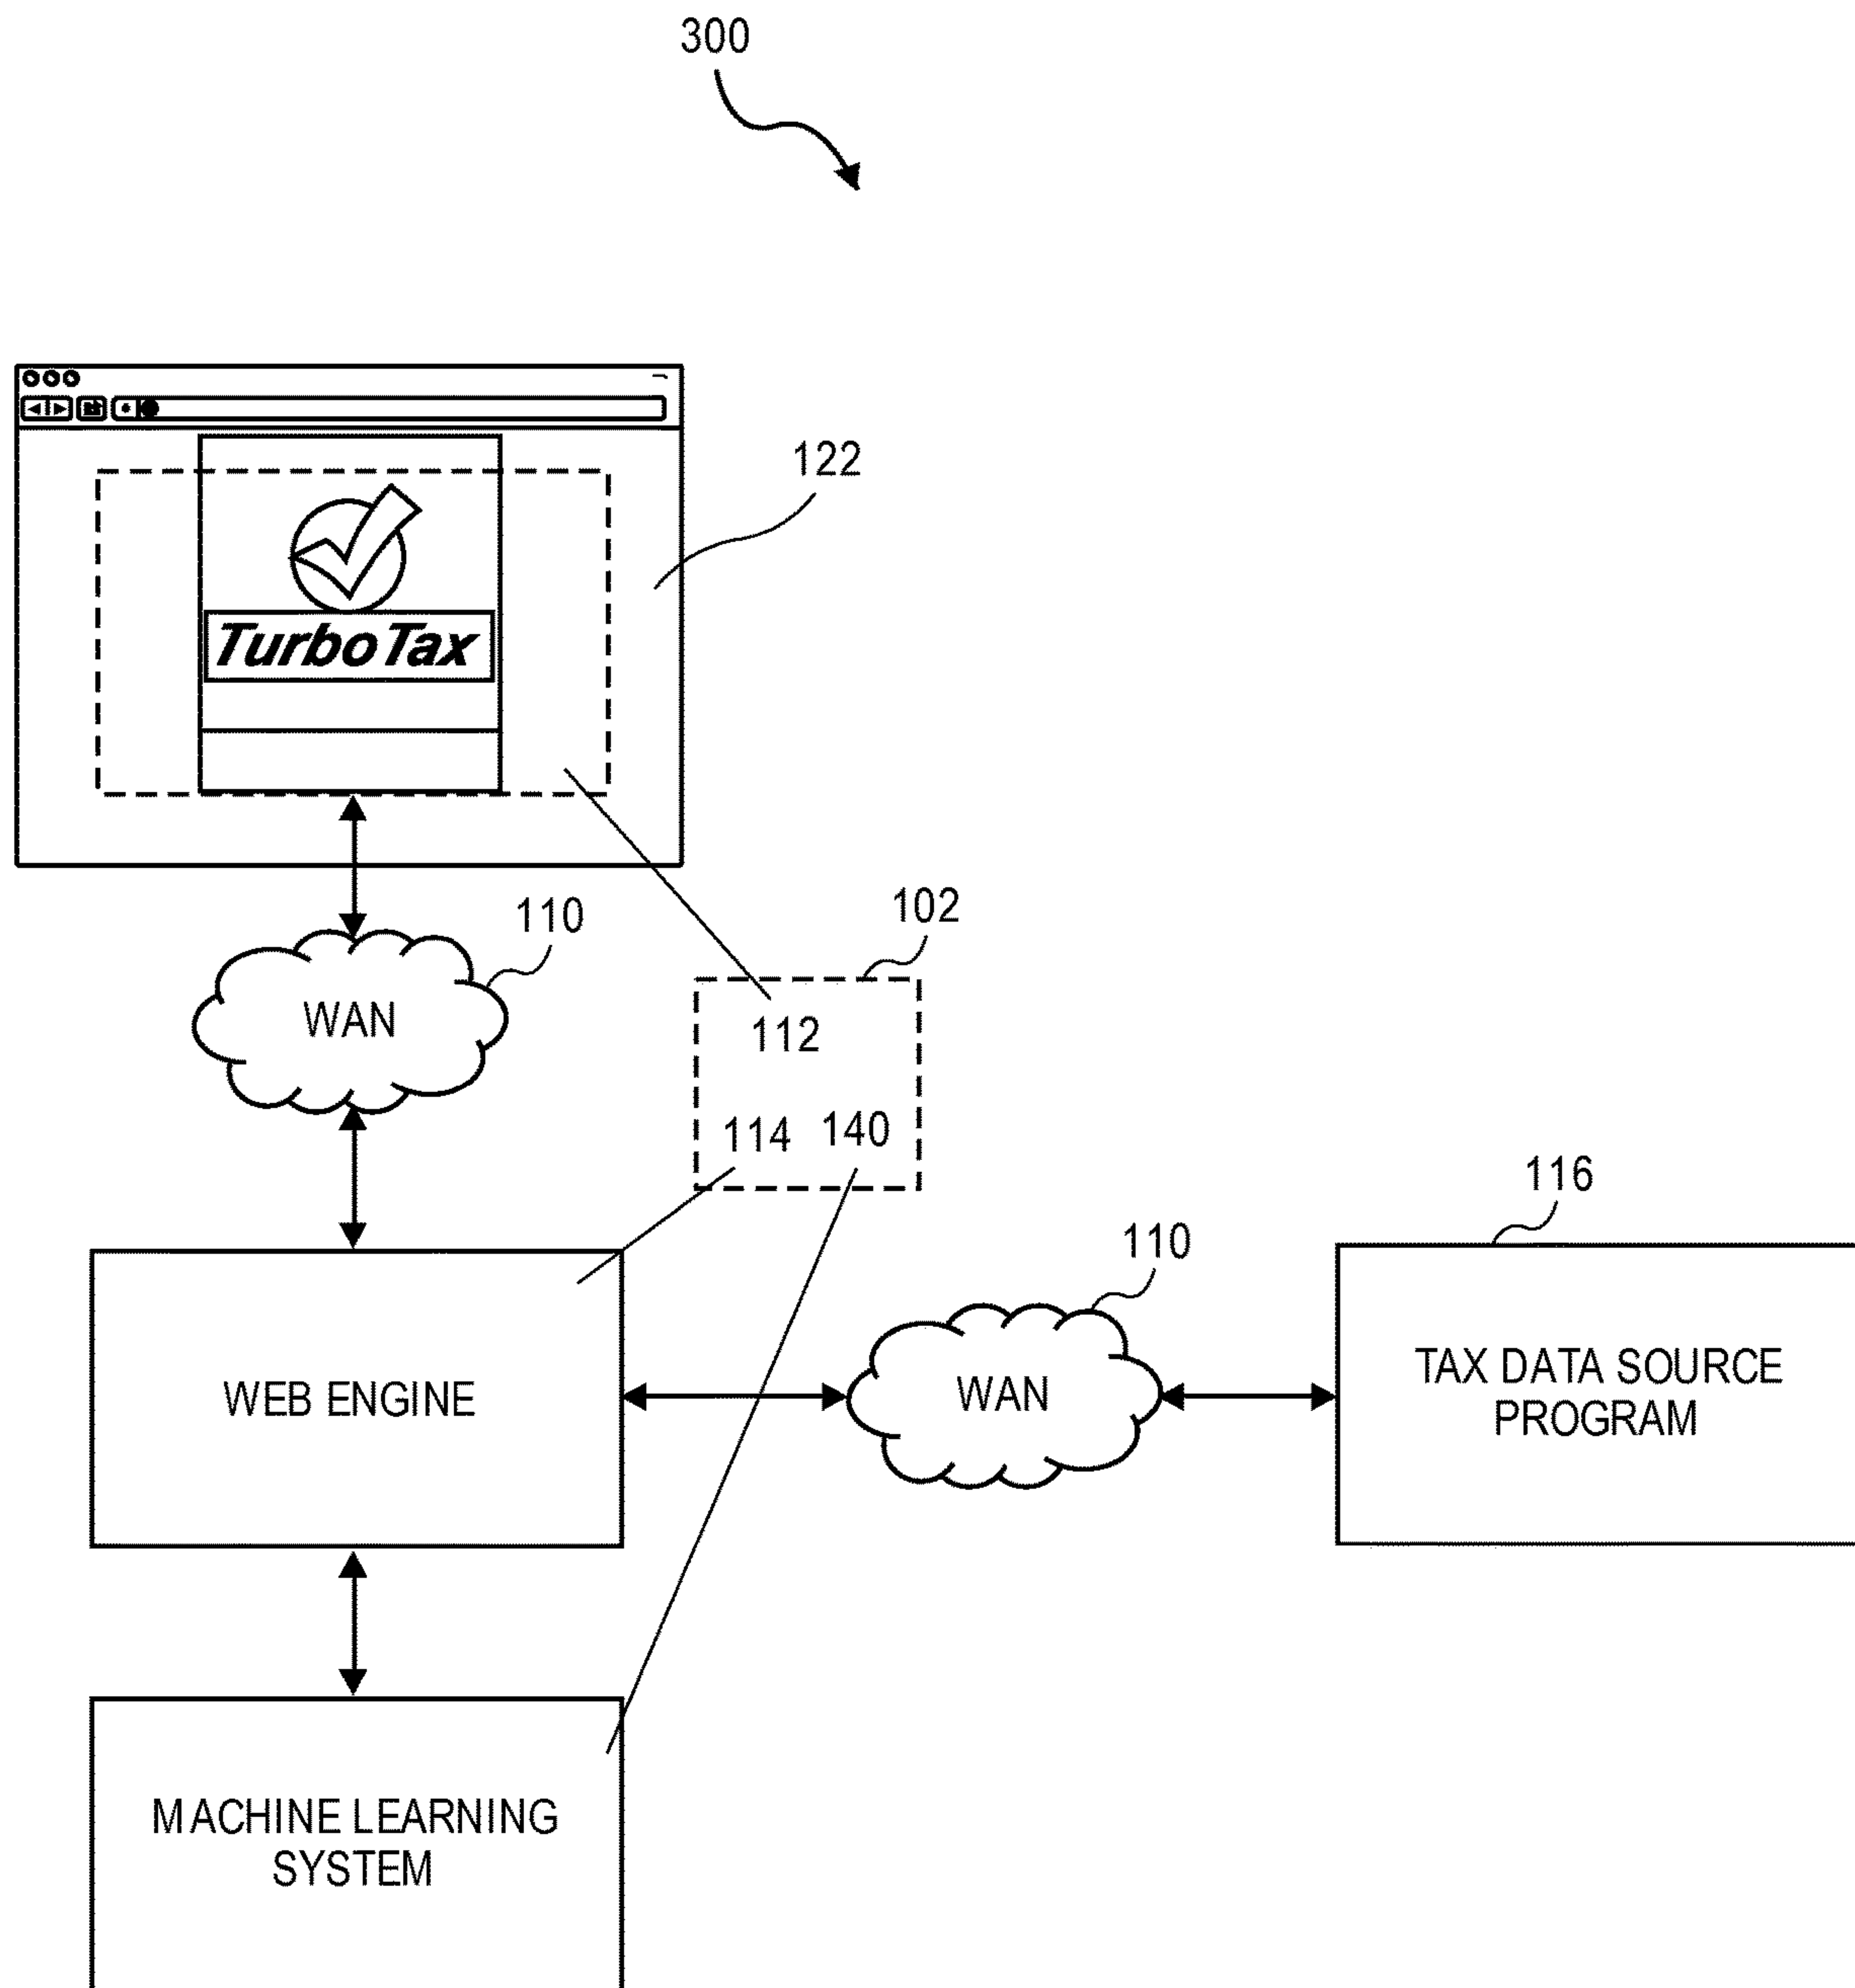 300
122
TurboTax
110
102
WAN
112
114 140
116
110
WEB ENGINE
WAN
TAX DATA SOURCE
PROGRAM
MACHINE LEARNING
SYSTEM